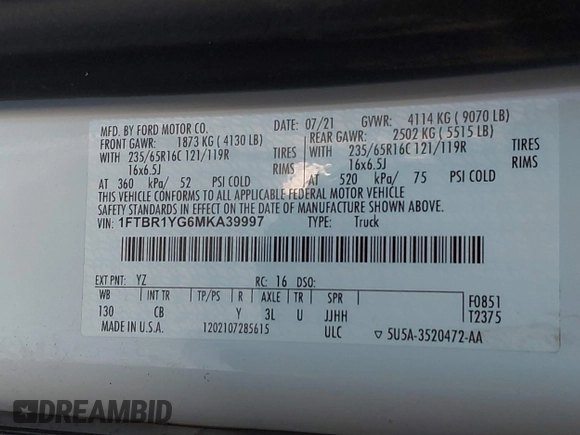 MFD. BY FORD MOTOR CO. DATE: 07/21 GVWR: 4114 KG ( 9070 LB)
FRONT GAWR: 1873 KG ( 4130 LB) REAR GAWR: 2502 KG ( 5515 LB)
WITH 235/65R16C 121/119R TIRES WITH 235/65R16C 121/119R TIRES
16x6.5J RIMS 16x6.5J RIMS
AT 360 kPa/ 52 PSI COLD AT 520 kPa/ 75 PSI COLD
THIS VEHICLE CONFORMS TO ALL APPLICABLE FEDERAL MOTOR VEHICLE
SAFETY STANDARDS IN EFFECT ON THE DATE OF MANUFACTURE SHOWN ABOVE.
VIN: 1FTBR1YG6MKA39997 TYPE: Truck
EXT PNT: YZ RC: 16 DSO:
WB INT TR TP/PS R AXLE TR SPR F0851
130 CB Y 3L U JJHH T2375
MADE IN U.S.A. 1202107285615 ULC ▽ 5U5A-3520472-AA
DREAMBID